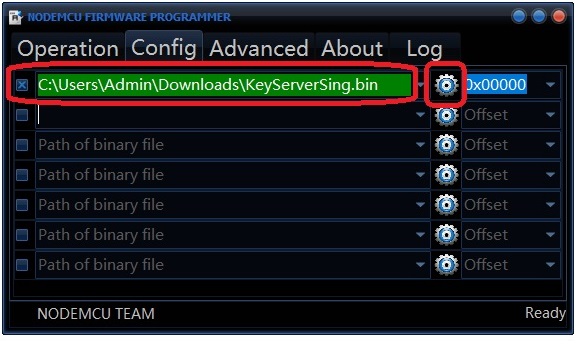 NODEMCU FIRMWARE PROGRAMMER
Operation Config Advanced About Log
C:\Users\Admin\Downloads\KeyServerSing.bin 0x00000
Offset
Path of binary file Offset
Path of binary file Offset
Path of binary file Offset
Path of binary file Offset
Path of binary file Offset
NODEMCU TEAM Ready